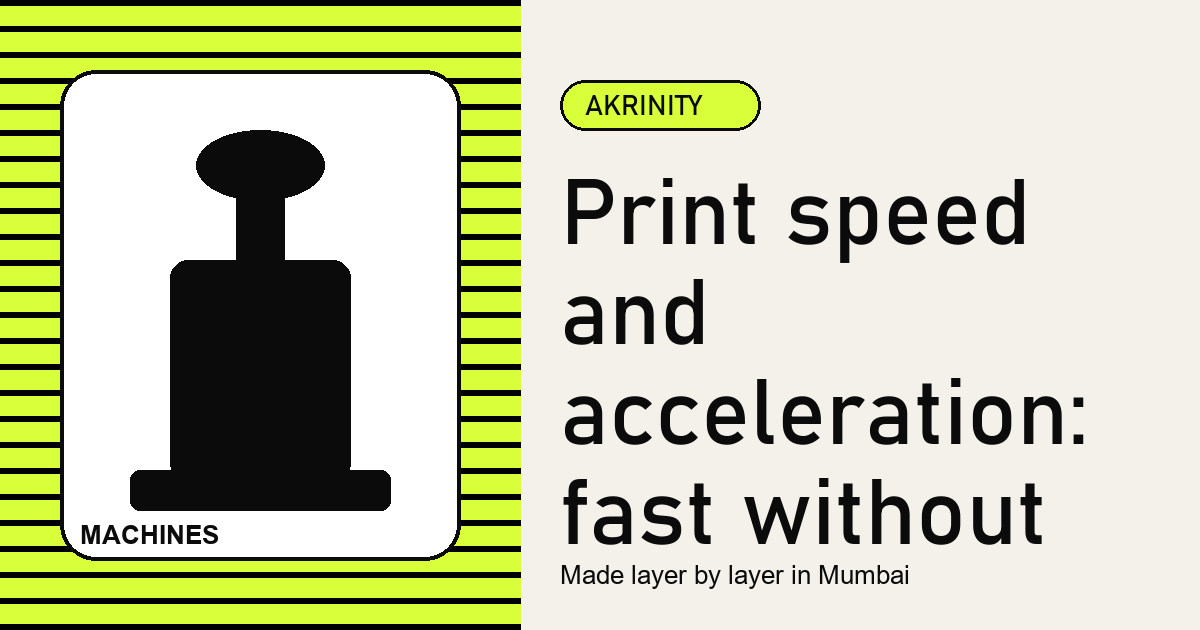 MACHINES
AKRINITY
Print speed
and
acceleration:
fast without
Made layer by layer in Mumbai